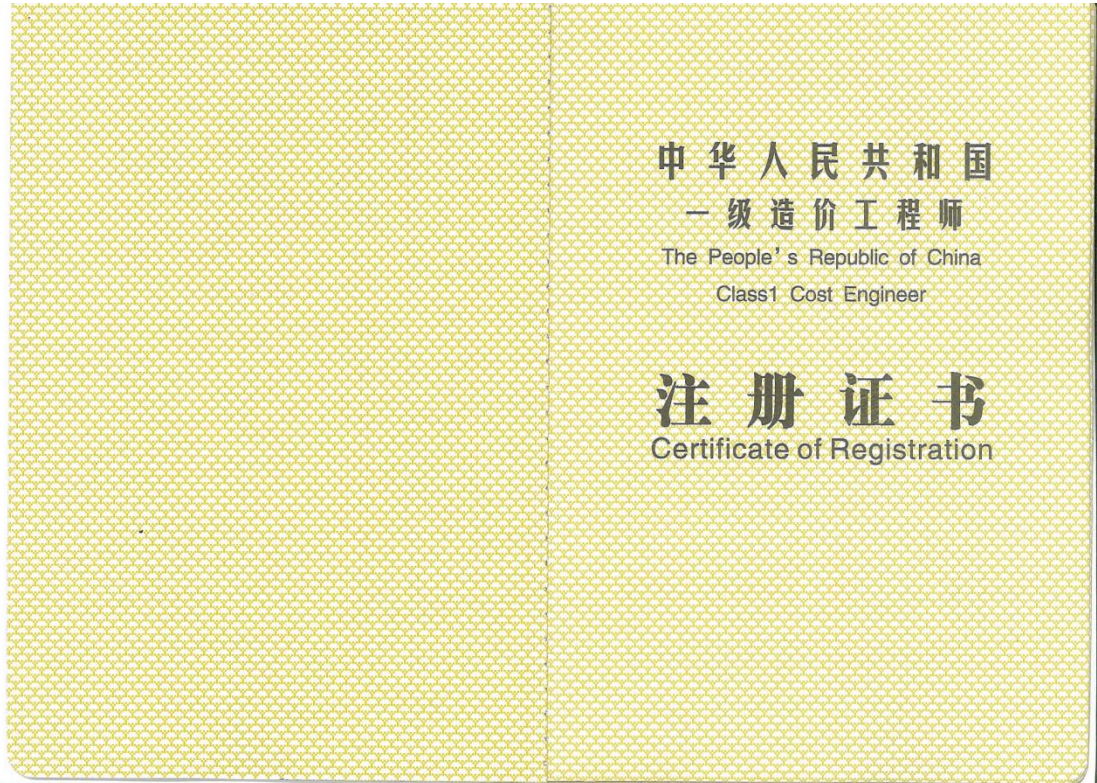 中华人民共和国
一级造价工程师
The People's Republic of China
Class1 Cost Engineer
注册证书
Certificate of Registration